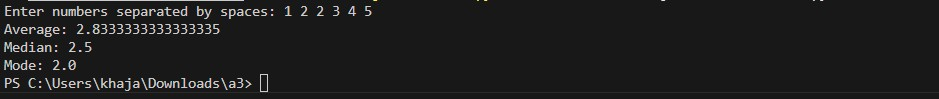 Enter numbers separated by spaces: 1 2 2 3 4 5
Average: 2.8333333333333335
Median: 2.5
Mode: 2.0
PS C:\Users\khaja\Downloads\a3>